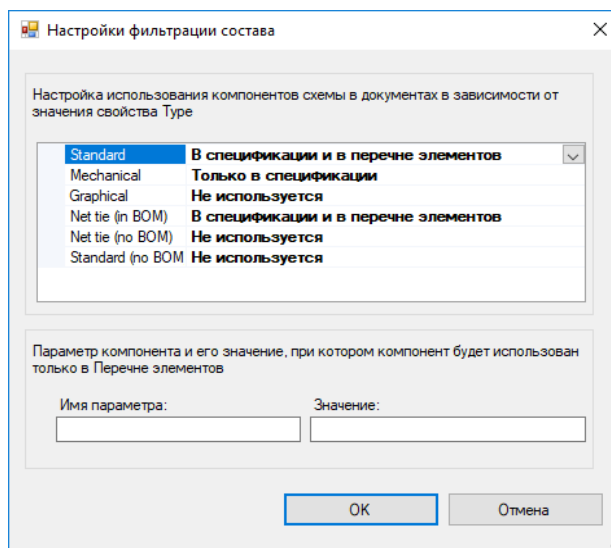 Настройки фильтрации состава
Настройка использования компонентов схемы в документах в зависимости от
значения свойства Type
Standard В спецификации и в перечне элементов
Mechanical Только в спецификации
Graphical Не используется
Net tie (in BOM) В спецификации и в перечне элементов
Net tie (no BOM) Не используется
Standard (no BOM Не используется
Параметр компонента и его значение, при котором компонент будет использован
только в Перечне элементов
Имя параметра: Значение:
OK Отмена